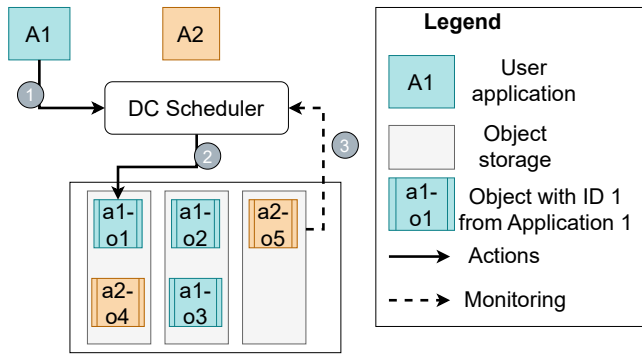 A1
A2
1
DC Scheduler
2
3
a1-
o1
a1-
o2
a2-
o5
a2-
o4
a1-
o3
Legend
A1
User
application
Object
storage
a1-
o1
Object with ID 1
from Application 1
Actions
Monitoring